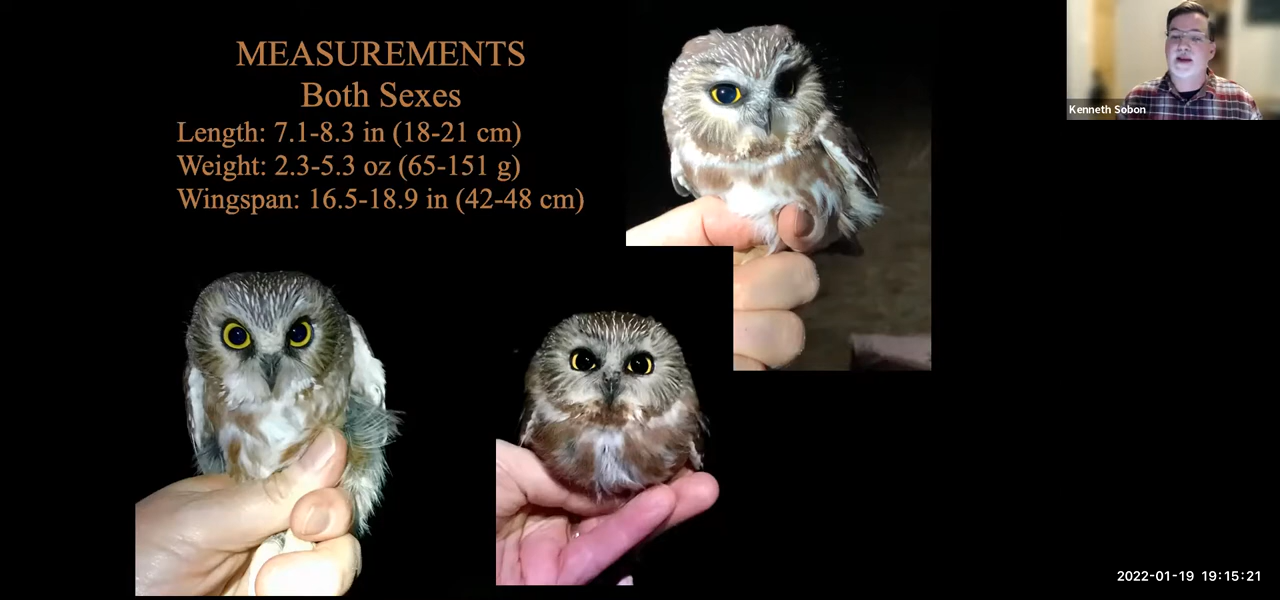 MEASUREMENTS
Both Sexes
Length: 7.1-8.3 in (18-21 cm)
Weight: 2.3-5.3 oz (65-151 g)
Wingspan: 16.5-18.9 in (42-48 cm)
Kenneth Sobon
2022-01-19 19:15:21